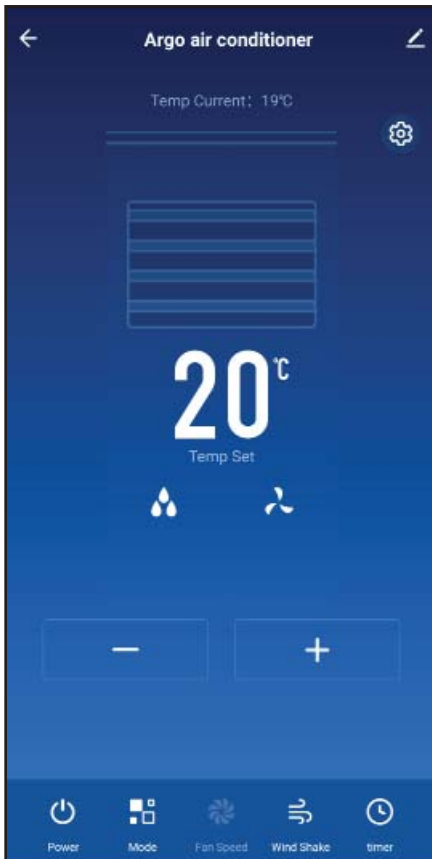 Argo air conditioner
Temp Current: 19℃
20℃
Temp Set
Power Mode Fan Speed Wind Shake timer